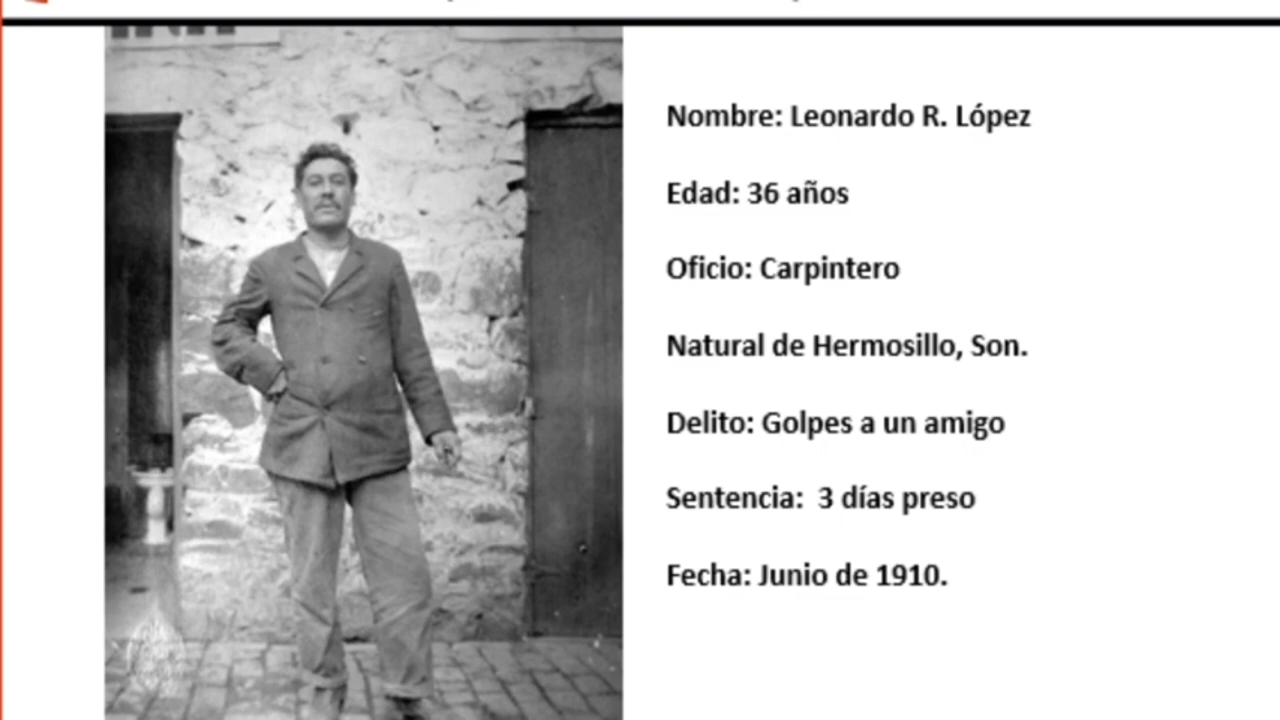 Nombre: Leonardo R. López
Edad: 36 años
Oficio: Carpintero
Natural de Hermosillo, Son.
Delito: Golpes a un amigo
Sentencia: 3 días preso
Fecha: Junio de 1910.